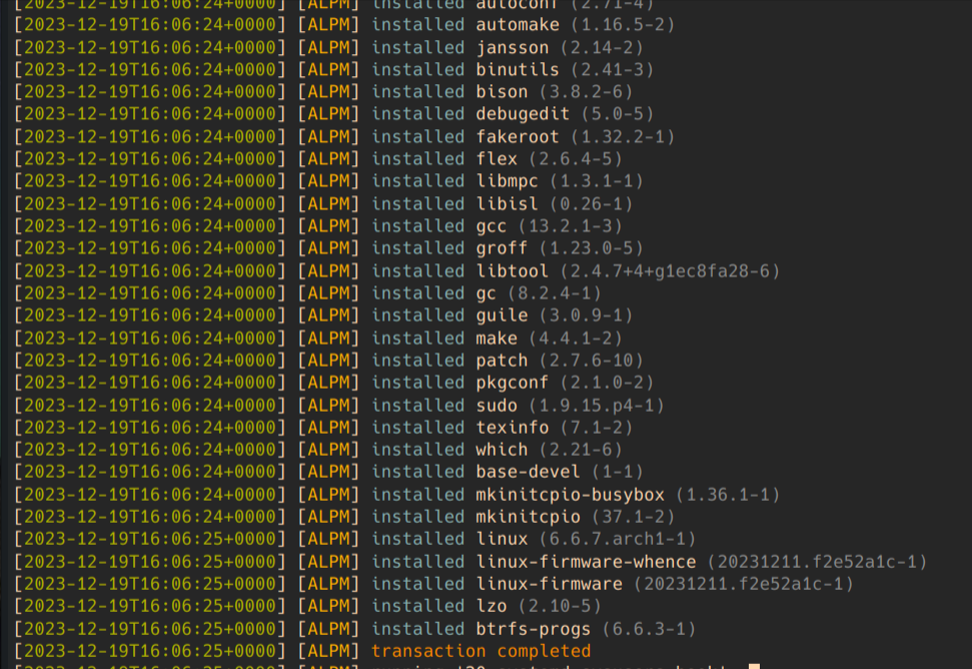 [2023-12-19T16:06:24+0000] [ALPM] installed autoconf (2.71-4)
[2023-12-19T16:06:24+0000] [ALPM] installed automake (1.16.5-2)
[2023-12-19T16:06:24+0000] [ALPM] installed jansson (2.14-2)
[2023-12-19T16:06:24+0000] [ALPM] installed binutils (2.41-3)
[2023-12-19T16:06:24+0000] [ALPM] installed bison (3.8.2-6)
[2023-12-19T16:06:24+0000] [ALPM] installed debugedit (5.0-5)
[2023-12-19T16:06:24+0000] [ALPM] installed fakeroot (1.32.2-1)
[2023-12-19T16:06:24+0000] [ALPM] installed flex (2.6.4-5)
[2023-12-19T16:06:24+0000] [ALPM] installed libmpc (1.3.1-1)
[2023-12-19T16:06:24+0000] [ALPM] installed libisl (0.26-1)
[2023-12-19T16:06:24+0000] [ALPM] installed gcc (13.2.1-3)
[2023-12-19T16:06:24+0000] [ALPM] installed groff (1.23.0-5)
[2023-12-19T16:06:24+0000] [ALPM] installed libtool (2.4.7+4+g1ec8fa28-6)
[2023-12-19T16:06:24+0000] [ALPM] installed gc (8.2.4-1)
[2023-12-19T16:06:24+0000] [ALPM] installed guile (3.0.9-1)
[2023-12-19T16:06:24+0000] [ALPM] installed make (4.4.1-2)
[2023-12-19T16:06:24+0000] [ALPM] installed patch (2.7.6-10)
[2023-12-19T16:06:24+0000] [ALPM] installed pkgconf (2.1.0-2)
[2023-12-19T16:06:24+0000] [ALPM] installed sudo (1.9.15.p4-1)
[2023-12-19T16:06:24+0000] [ALPM] installed texinfo (7.1-2)
[2023-12-19T16:06:24+0000] [ALPM] installed which (2.21-6)
[2023-12-19T16:06:24+0000] [ALPM] installed base-devel (1-1)
[2023-12-19T16:06:24+0000] [ALPM] installed mkinitcpio-busybox (1.36.1-1)
[2023-12-19T16:06:24+0000] [ALPM] installed mkinitcpio (37.1-2)
[2023-12-19T16:06:25+0000] [ALPM] installed linux (6.6.7.arch1-1)
[2023-12-19T16:06:25+0000] [ALPM] installed linux-firmware-whence (20231211.f2e52a1c-1)
[2023-12-19T16:06:25+0000] [ALPM] installed linux-firmware (20231211.f2e52a1c-1)
[2023-12-19T16:06:25+0000] [ALPM] installed lzo (2.10-5)
[2023-12-19T16:06:25+0000] [ALPM] installed btrfs-progs (6.6.3-1)
[2023-12-19T16:06:25+0000] [ALPM] transaction completed